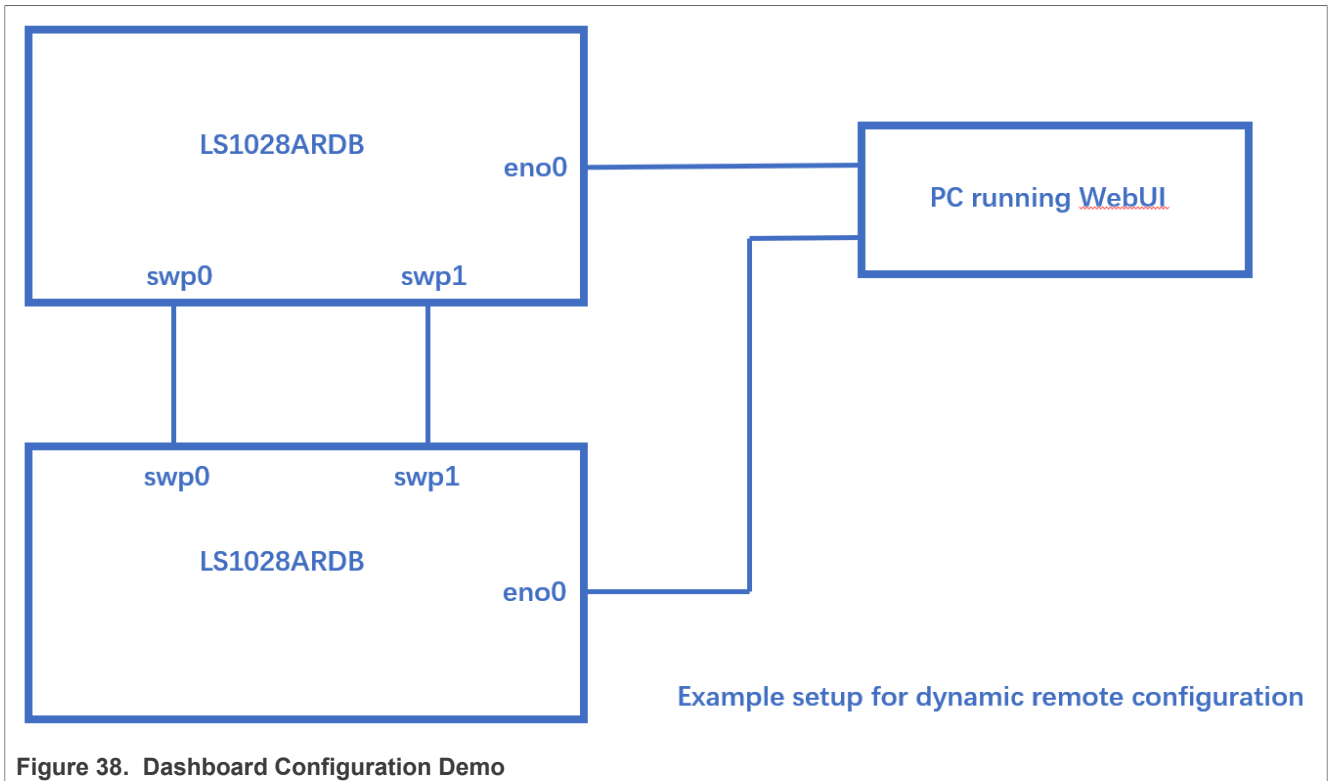 LS1028ARDB
eno0
PC running WebUI
swp0 swp1
swp0 swp1
LS1028ARDB
eno0
Example setup for dynamic remote configuration
Figure 38. Dashboard Configuration Demo